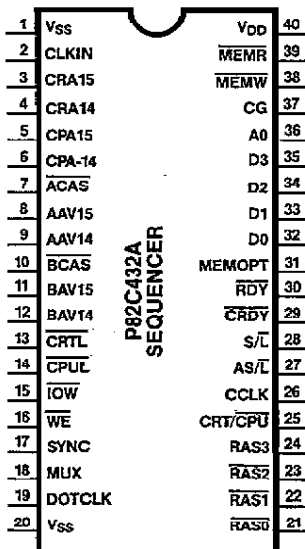 1 VSS VDD 40
2 CLKIN MEMR 39
3 CRA15 MEMW 38
4 CRA14 CG 37
5 CPA15 A0 36
6 CPA-14 D3 35
7 ACAS D2 34
8 AAV15 D1 33
9 AAV14 D0 32
10 BCAS MEMOPT 31
11 BAV15 RDY 30
12 BAV14 CRDY 29
13 CRTL S/L 28
14 CPUL AS/L 27
15 IOW CCLK 26
16 WE CRT/CPU 25
17 SYNC RAS3 24
18 MUX RAS2 23
19 DOTCLK RAS1 22
20 VSS RAS0 21
P82C432A
SEQUENCER